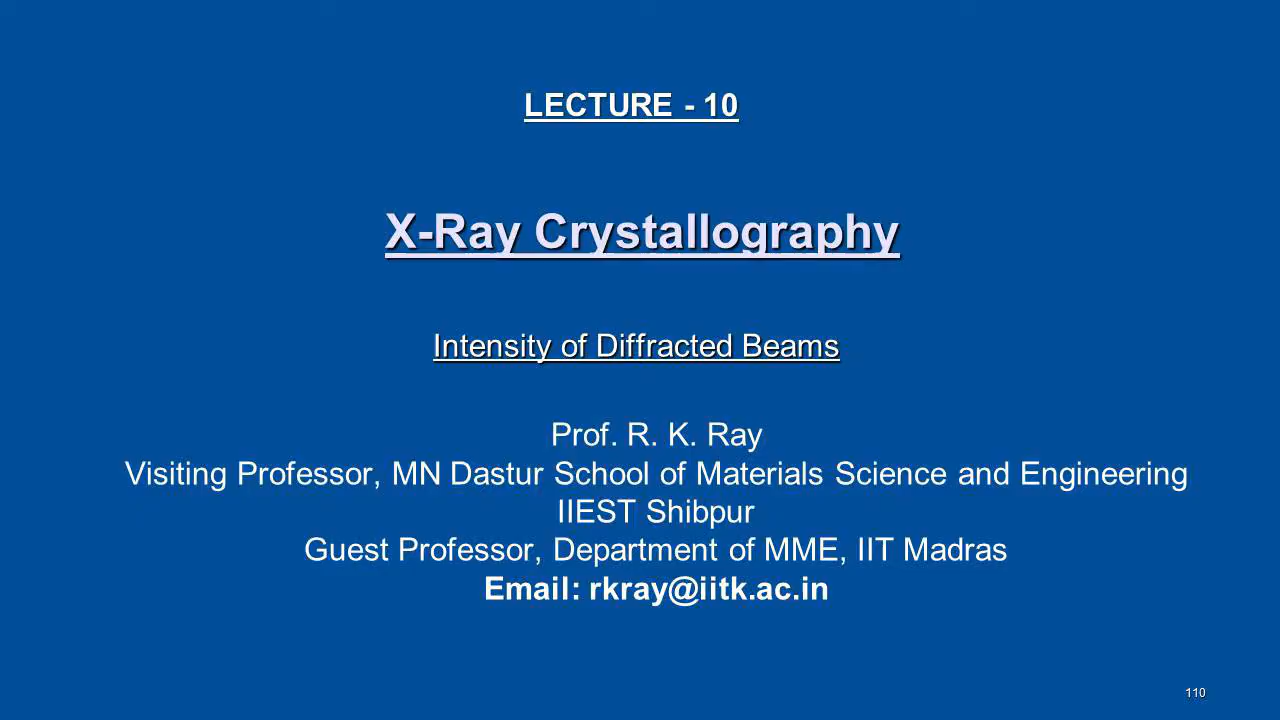 LECTURE - 10
X-Ray Crystallography
Intensity of Diffracted Beams
Prof. R. K. Ray
Visiting Professor, MN Dastur School of Materials Science and Engineering
IIEST Shibpur
Guest Professor, Department of MME, IIT Madras
Email: rkray@iitk.ac.in
110